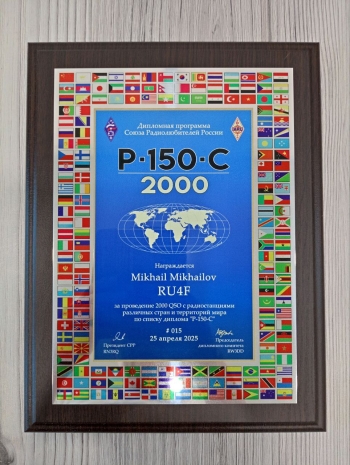 Дипломная программа
Союза Радиолюбителей России
Р-150-С
2000
Награждается
Mikhail Mikhailov
RU4F
за проведение 2000 QSO с радиостанциями
различных стран и территорий мира
по списку диплома "Р-150-С"
# 015
25 апреля 2025
Президент СРР
Председатель
дипломного комитета
RW3DD